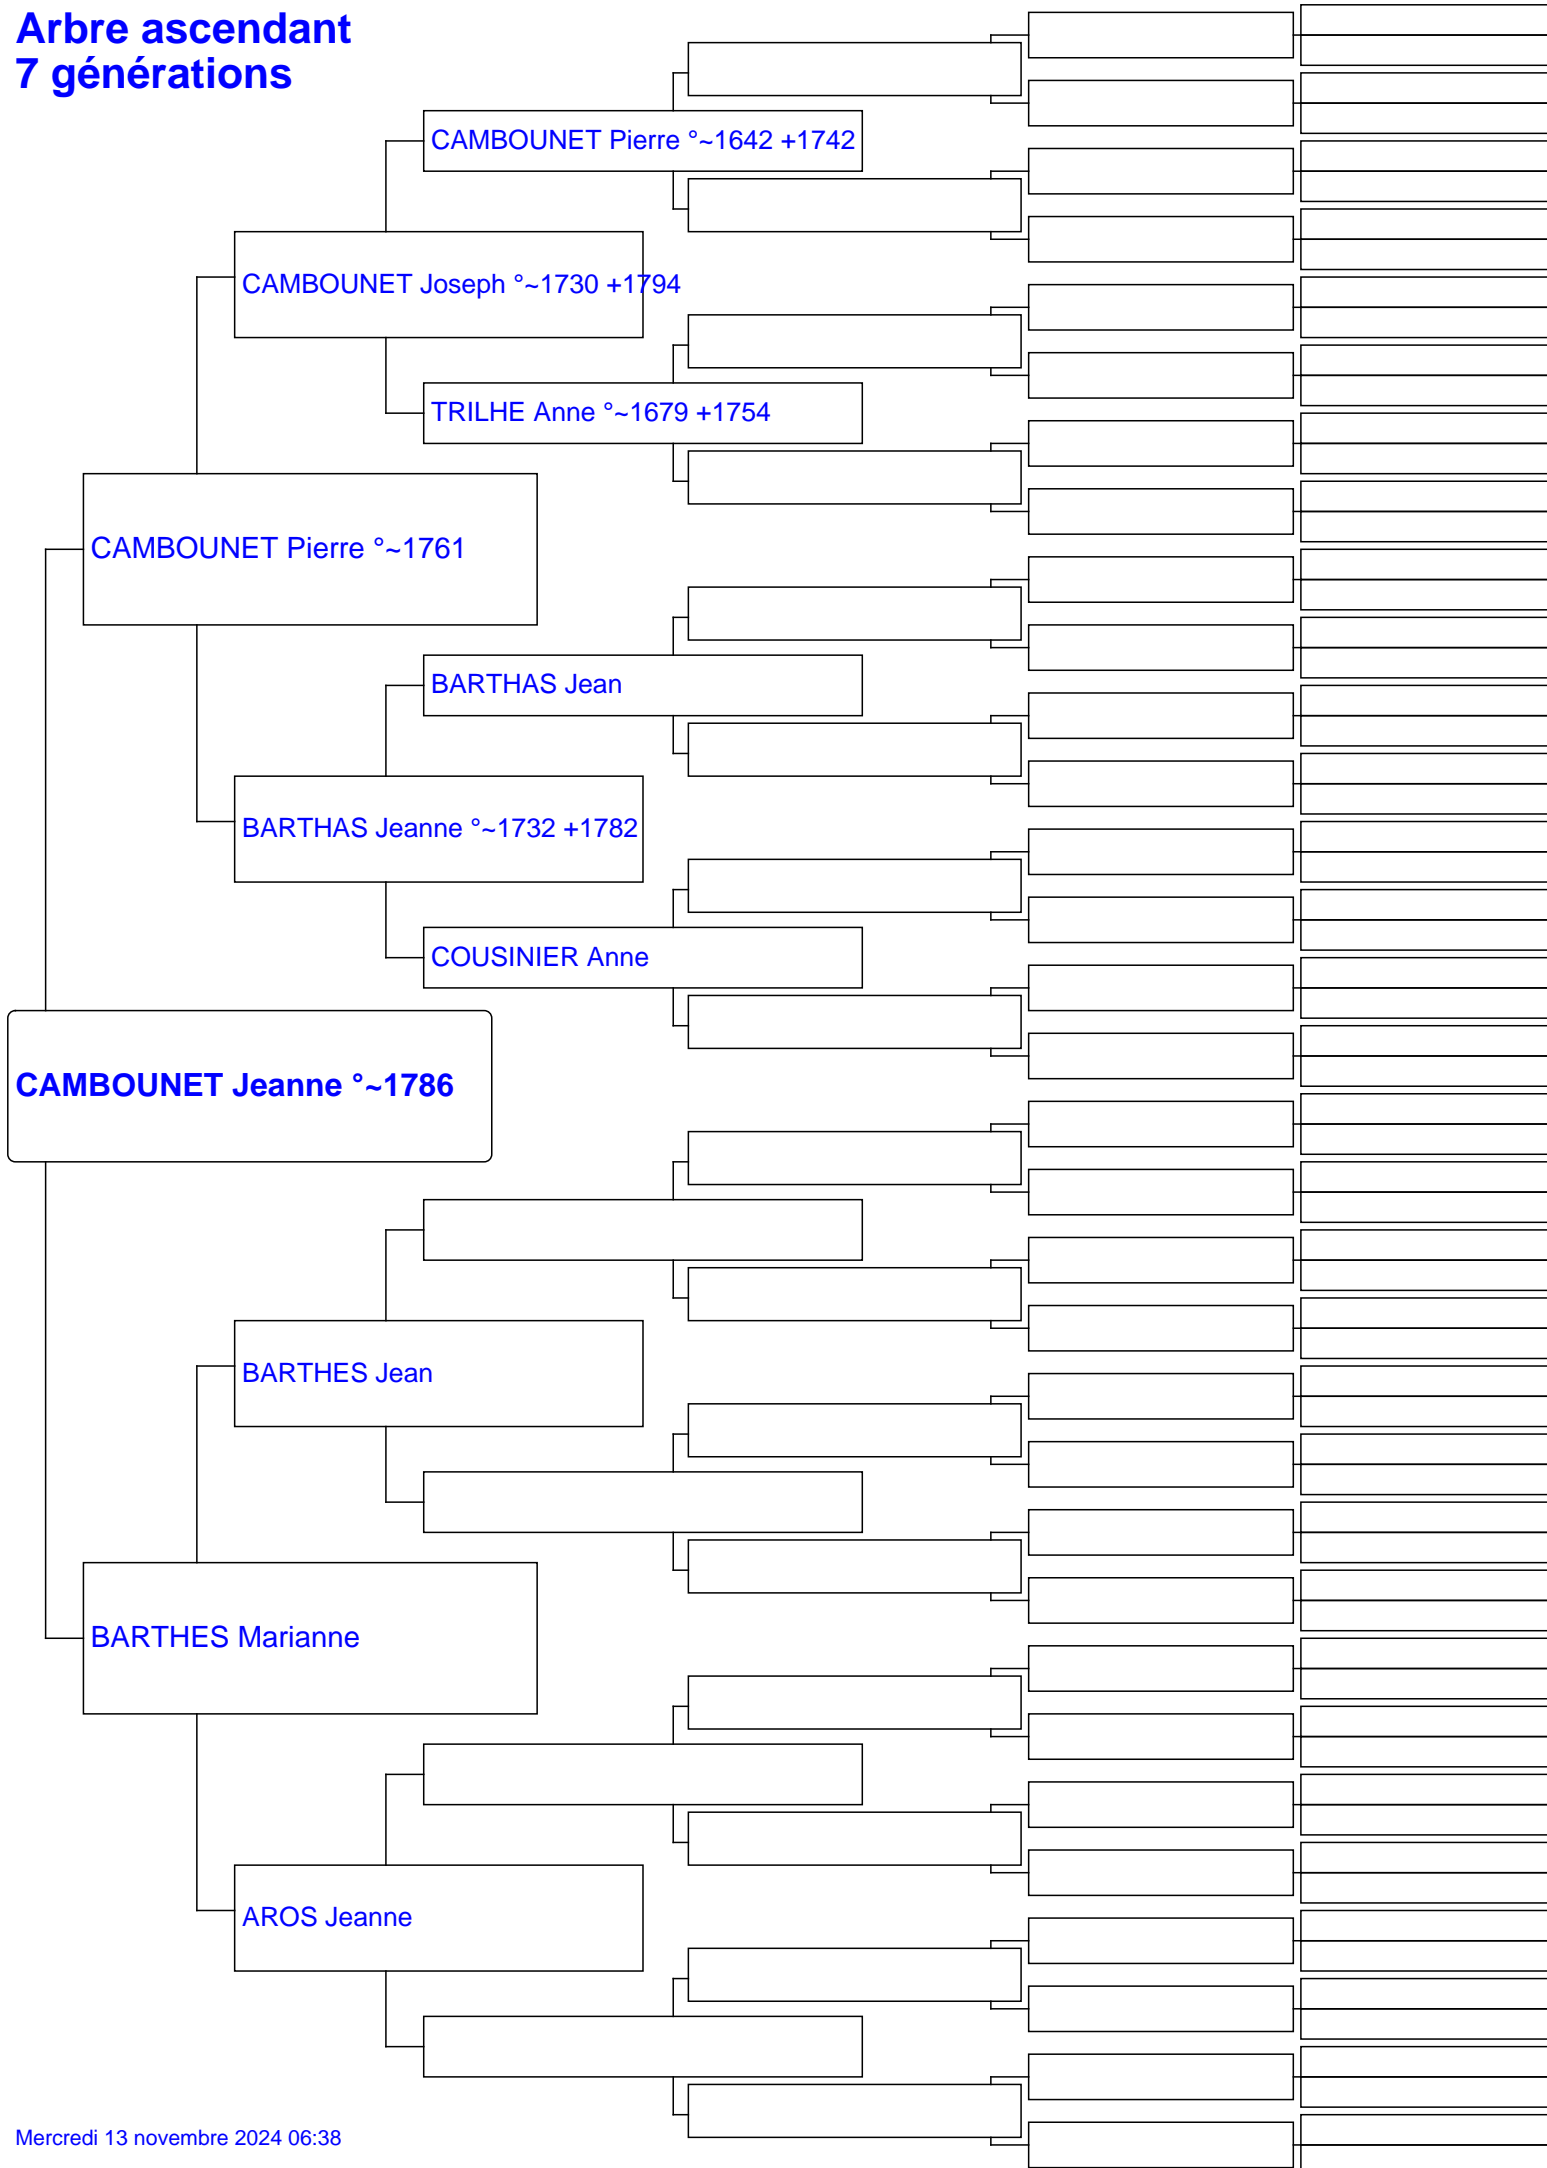 Arbre ascendant
7 générations
CAMBOUNET Pierre °~1642 +1742
CAMBOUNET Joseph °~1730 +1794
TRILHE Anne °~1679 +1754
CAMBOUNET Pierre °~1761
BARTHAS Jean
BARTHAS Jeanne °~1732 +1782
COUSINIER Anne
CAMBOUNET Jeanne °~1786
BARTHES Jean
BARTHES Marianne
AROS Jeanne
Mercredi 13 novembre 2024 06:38